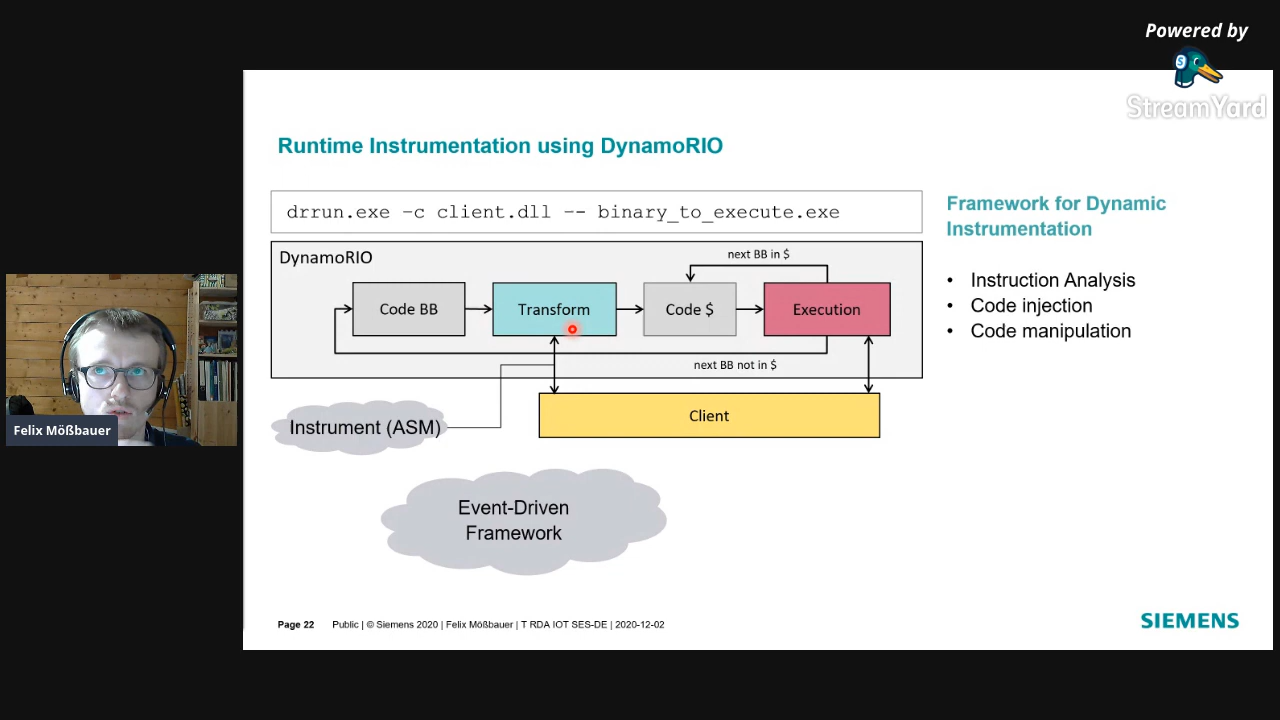 Powered by
StreamYard
Runtime Instrumentation using DynamoRIO
drrun.exe –c client.dll –- binary_to_execute.exe
DynamoRIO
next BB in $
Code BB
Transform
Code $
Execution
next BB not in $
Client
Instrument (ASM)
Event-Driven
Framework
Framework for Dynamic
Instrumentation
• Instruction Analysis
• Code injection
• Code manipulation
Felix Mößbauer
Page 22 Public | © Siemens 2020 | Felix Mößbauer | T RDA IOT SES-DE | 2020-12-02
SIEMENS